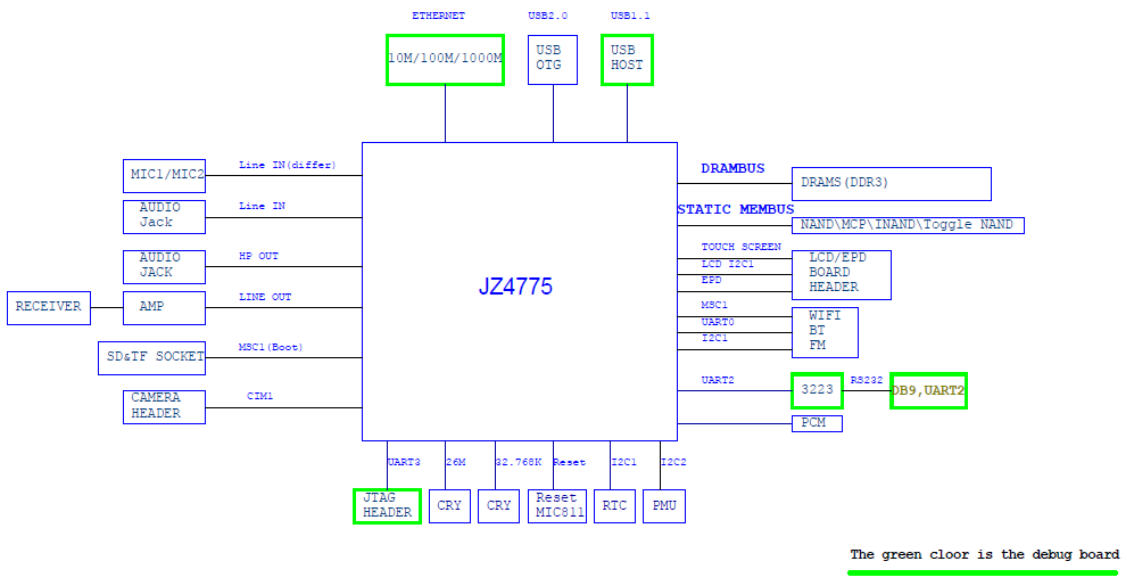 ETHERNET
USB2.0
USB1.1
10M/100M/1000M
USB
OTG
USB
HOST
MIC1/MIC2
Line IN(differ)
AUDIO
Jack
Line IN
AUDIO
JACK
HP OUT
RECEIVER
AMP
LINE OUT
SD&TF SOCKET
MSC1(Boot)
CAMERA
HEADER
CIM1
JZ4775
DRAMBUS
DRAMS(DDR3)
STATIC MEMBUS
NAND\MCP\INAND\Toggle NAND
TOUCH SCREEN
LCD I2C1
EPD
LCD/EPD
BOARD
HEADER
MSC1
UART0
I2C1
WIFI
BT
FM
UART2
3223
RS232
DB9,UART2
PCM
UART3
26M
32.768K
Reset
I2C1
I2C2
JTAG
HEADER
CRY
CRY
Reset
MIC811
RTC
PMU
The green cloor is the debug board